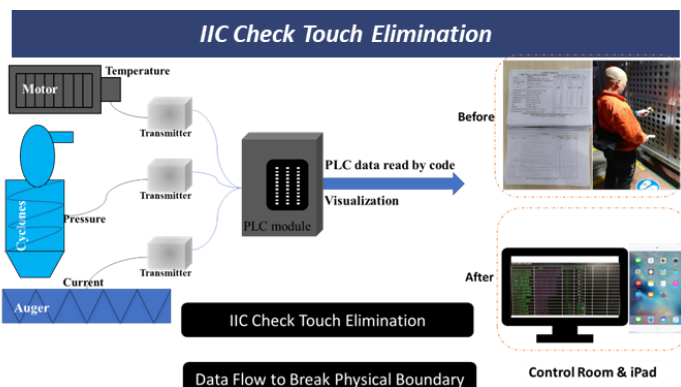 IIC Check Touch Elimination
Temperature
Motor
Transmitter
Before
PLC data read by code
Cyclones
Transmitter
Pressure
Visualization
PLC module
After
Current
Transmitter
Auger
IIC Check Touch Elimination
Data Flow to Break Physical Boundary
Control Room & iPad